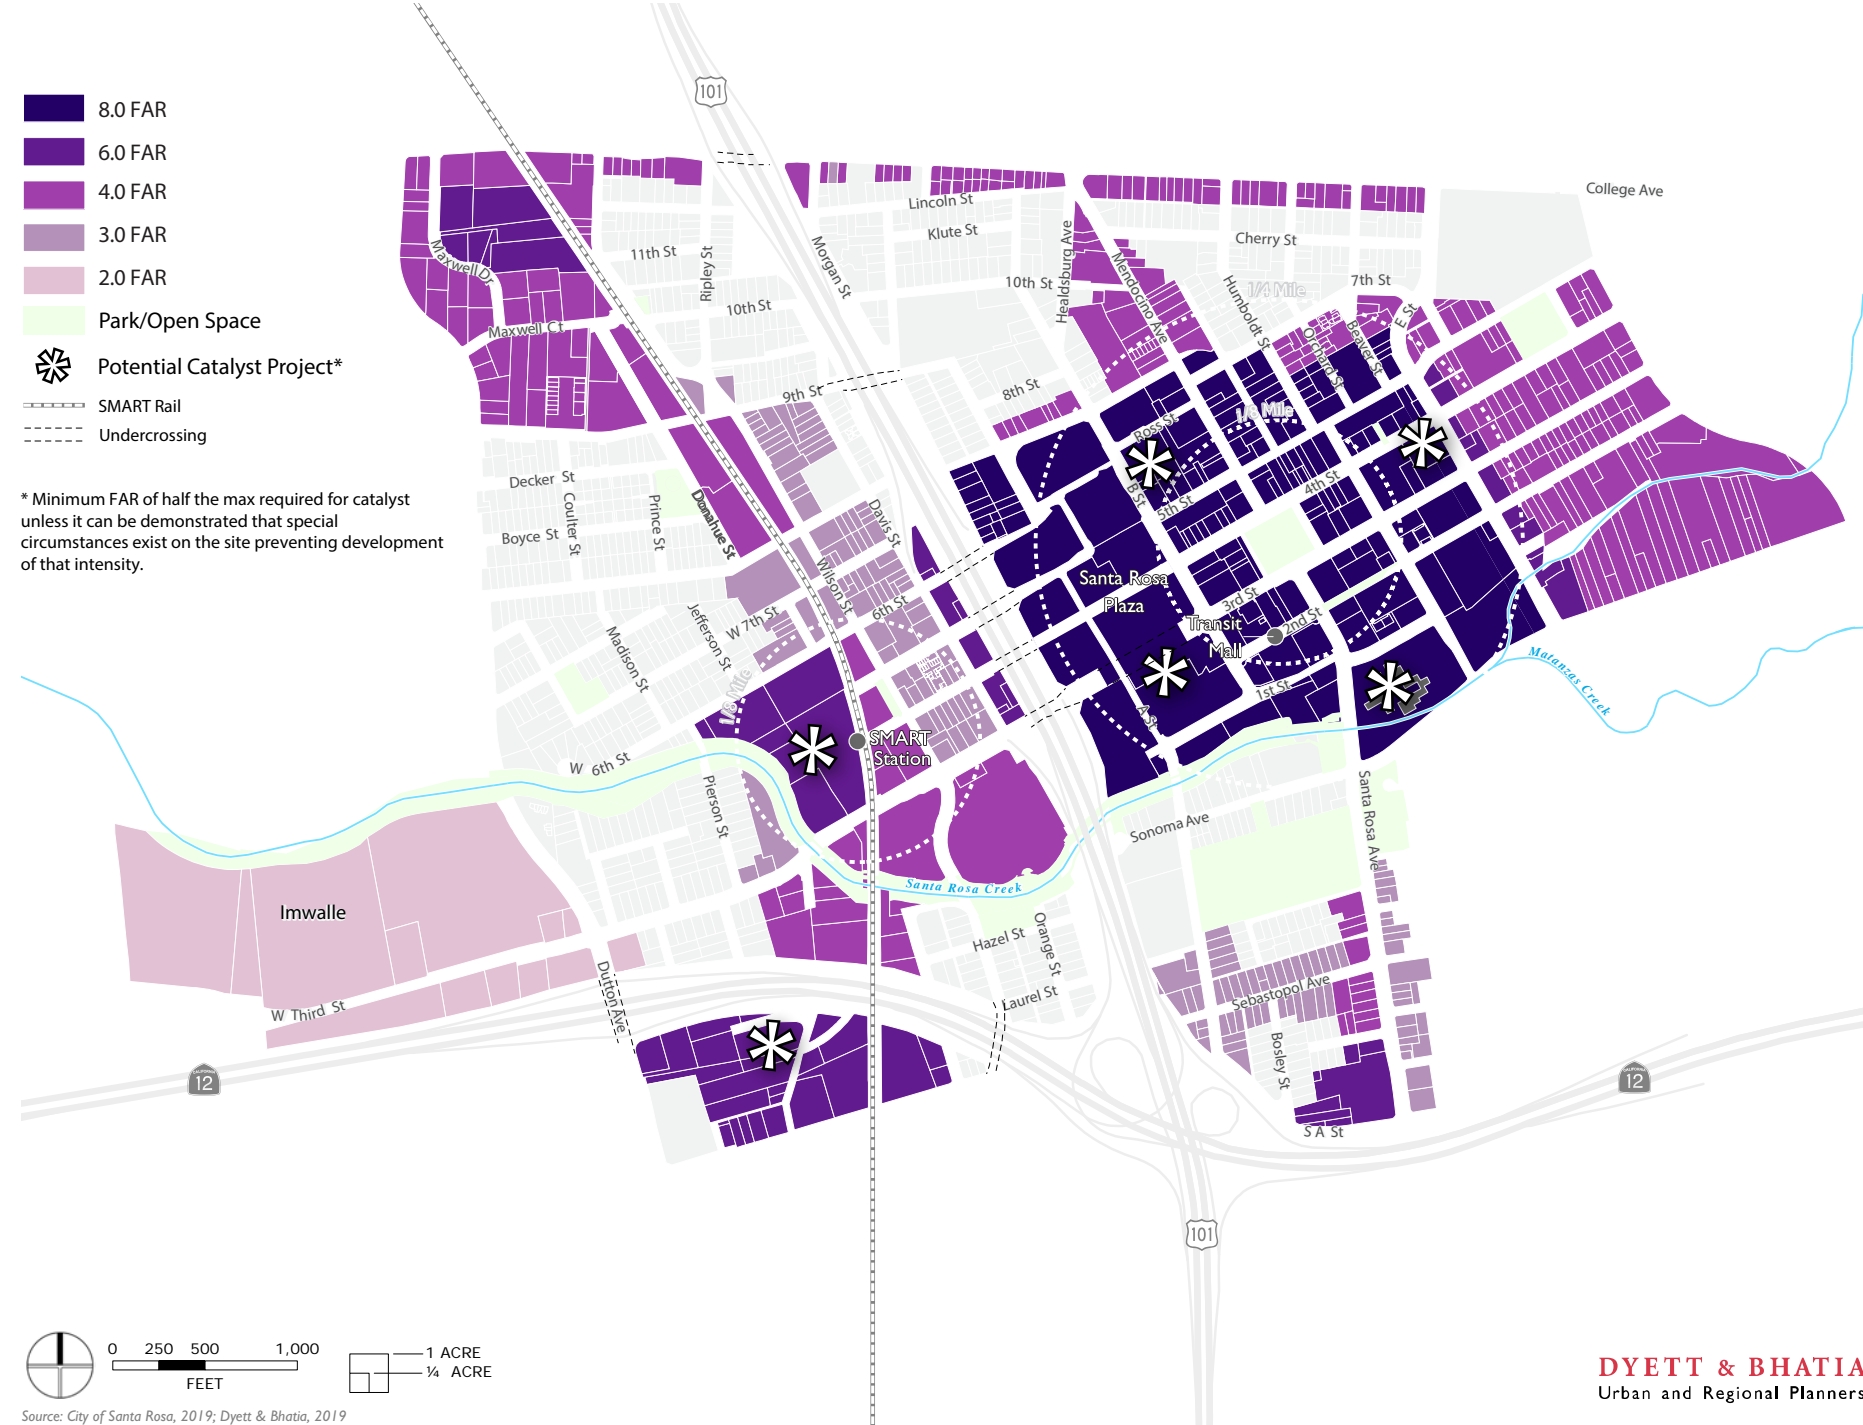 8.0 FAR
6.0 FAR
4.0 FAR
3.0 FAR
2.0 FAR
Park/Open Space
Potential Catalyst Project*
SMART Rail
Undercrossing
* Minimum FAR of half the max required for catalyst
unless it can be demonstrated that special
circumstances exist on the site preventing development
of that intensity.
101
College Ave
Lincoln St
Klute St
Cherry St
11th St
Ripley St
Morgan St
10th St
Healdsburg Ave
Mendocino Ave
Humboldt St
7th St
1/4 Mile
Maxwell Dr
10th St
Maxwell Ct
Orchard St
Beaver St
E St
9th St
8th St
1/8 Mile
Ross St
B St
5th St
4th St
Decker St
Coulter St
Prince St
Donahue St
Boyce St
Davis St
Wilson St
6th St
Santa Rosa
Plaza
3rd St
2nd St
Transit
Mall
W 7th St
Jefferson St
Madison St
1/8 Mile
1st St
A St
Matanzas Creek
SMART
Station
W 6th St
Pierson St
Sonoma Ave
Santa Rosa Ave
Santa Rosa Creek
Imwalle
Hazel St
Orange St
Laurel St
Sebastopol Ave
Bosley St
W Third St
Dutton Ave
CALIFORNIA
12
CALIFORNIA
12
S A St
101
0 250 500 1,000
FEET
1 ACRE
¼ ACRE
DYETT & BHATIA
Urban and Regional Planners
Source: City of Santa Rosa, 2019; Dyett & Bhatia, 2019